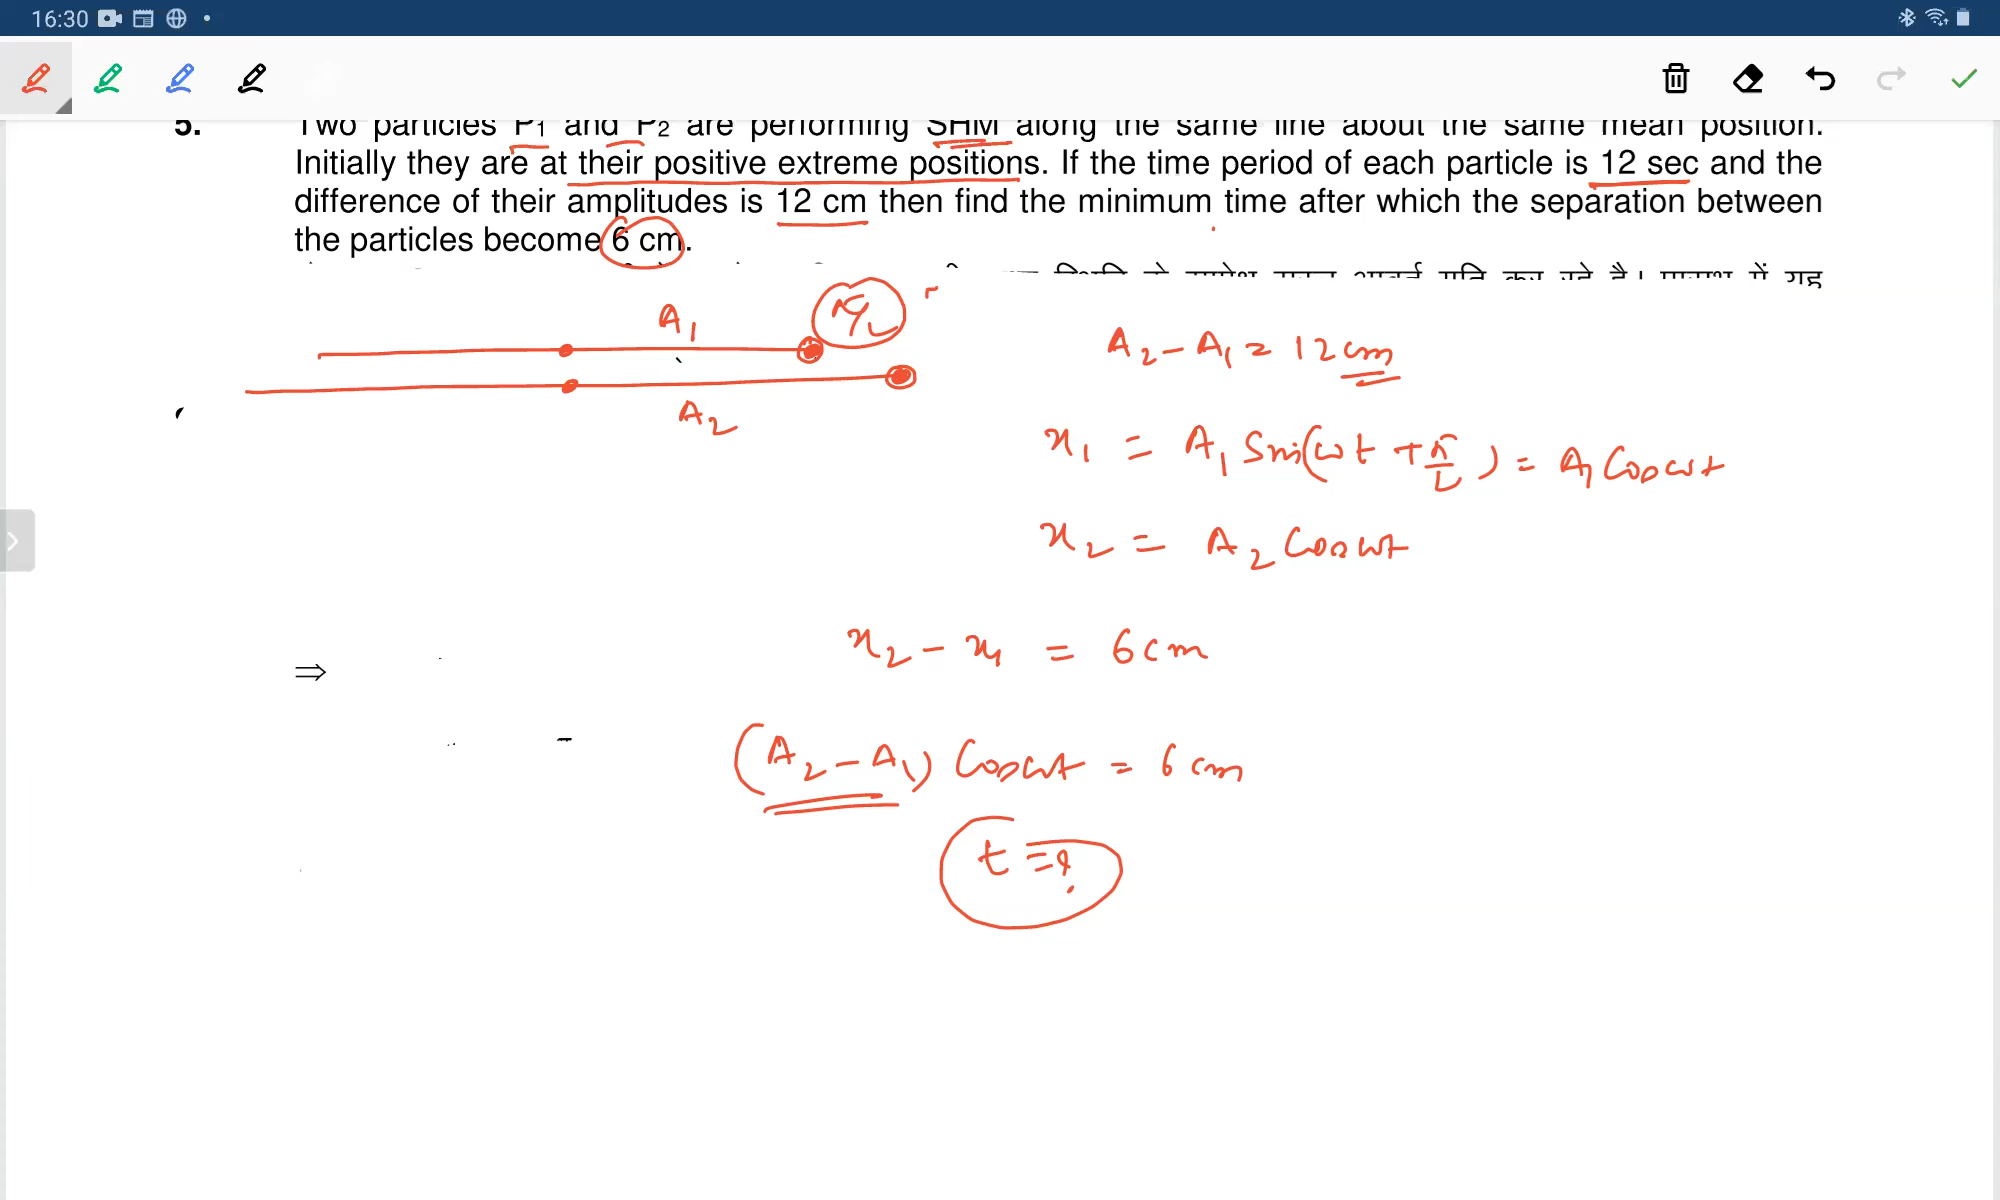 16:30
5. Two particles P1 and P2 are performing SHM along the same line about the same mean position.
Initially they are at their positive extreme positions. If the time period of each particle is 12 sec and the
difference of their amplitudes is 12 cm then find the minimum time after which the separation between
the particles become 6 cm.
A1
π/2
A2
A2 - A1 = 12 cm
x1 = A1 Sin(ωt + π/2) = A1 Cosωt
x2 = A2 Cosωt
x2 - x1 = 6 cm
⇒
(A2 - A1) Cosωt = 6 cm
t = ?